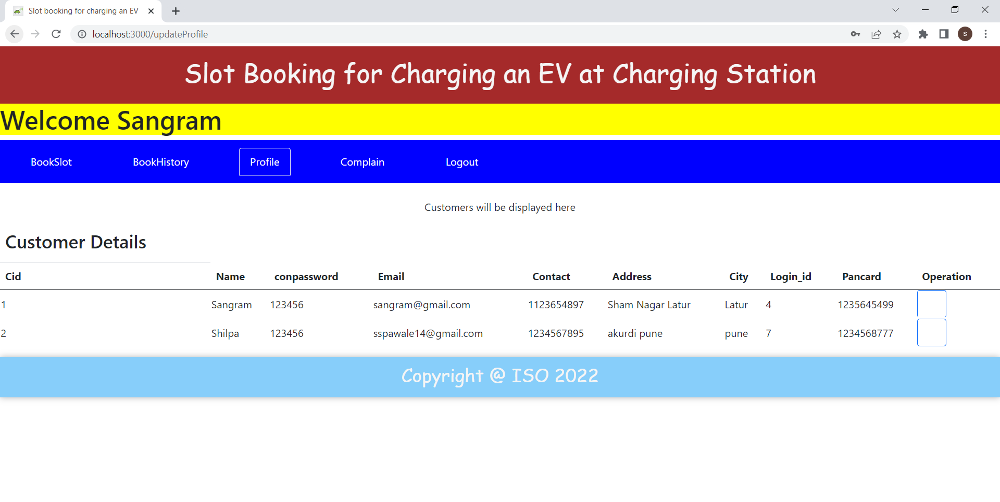 Slot booking for charging an EV
localhost:3000/updateProfile
S
Slot Booking for Charging an EV at Charging Station
Welcome Sangram
BookSlot BookHistory Profile Complain Logout
Customers will be displayed here
Customer Details
Cid Name conpassword Email Contact Address City Login_id Pancard Operation
1 Sangram 123456 sangram@gmail.com 1123654897 Sham Nagar Latur Latur 4 1235645499
2 Shilpa 123456 sspawale14@gmail.com 1234567895 akurdi pune pune 7 1234568777
Copyright @ ISO 2022